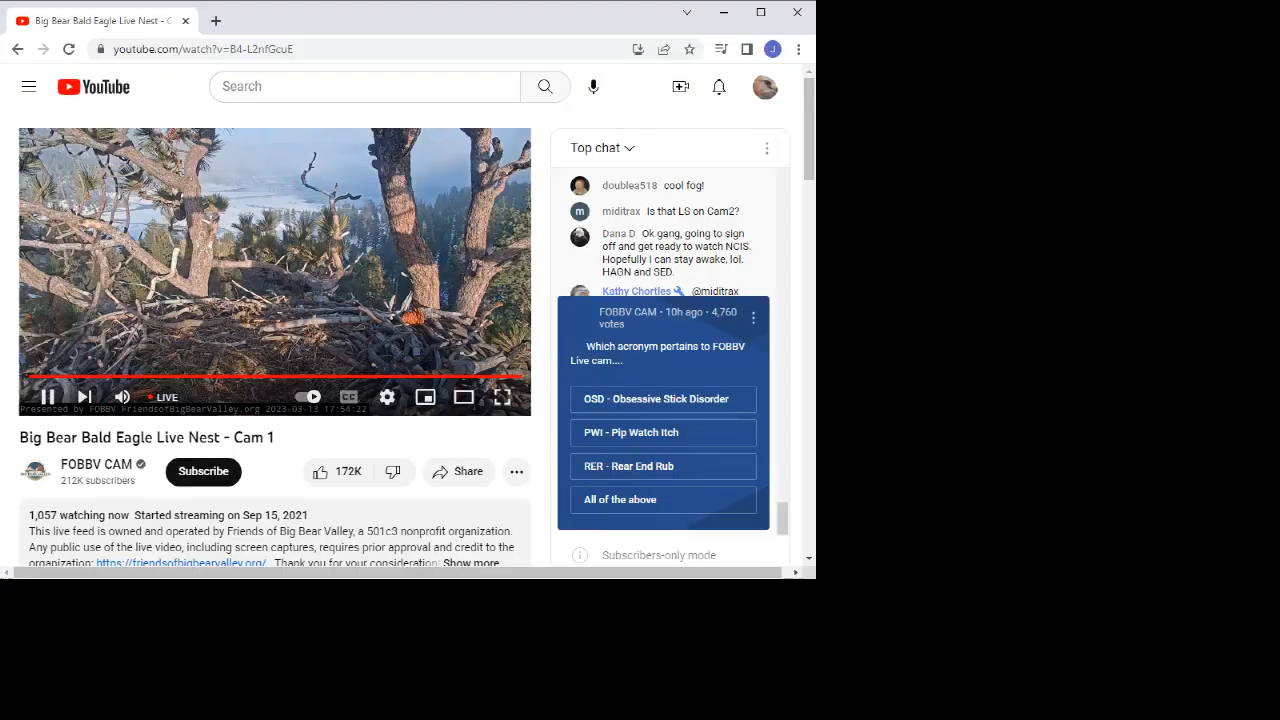 Big Bear Bald Eagle Live Nest - C
youtube.com/watch?v=B4-L2nfGcuE
J
YouTube
Search
Top chat
doublea518 cool fog!
m miditrax Is that LS on Cam2?
Dana D Ok gang, going to sign
off and get ready to watch NCIS.
Hopefully I can stay awake, lol.
HAGN and SED.
Kathy Chortles @miditrax
FOBBV CAM • 10h ago • 4,760
votes
Which acronym pertains to FOBBV
Live cam....
OSD - Obsessive Stick Disorder
PWI - Pip Watch Itch
RER - Rear End Rub
All of the above
Subscribers-only mode
LIVE
CC
Presented by FOBBV FriendsofBigBearValley.org 2023-03-13 17:54:22
Big Bear Bald Eagle Live Nest - Cam 1
FOBBV CAM
212K subscribers
Subscribe
172K
Share
1,057 watching now Started streaming on Sep 15, 2021
This live feed is owned and operated by Friends of Big Bear Valley, a 501c3 nonprofit organization.
Any public use of the live video, including screen captures, requires prior approval and credit to the
organization: https://friendsofbigbearvalley.org/ Thank you for your consideration! Show more